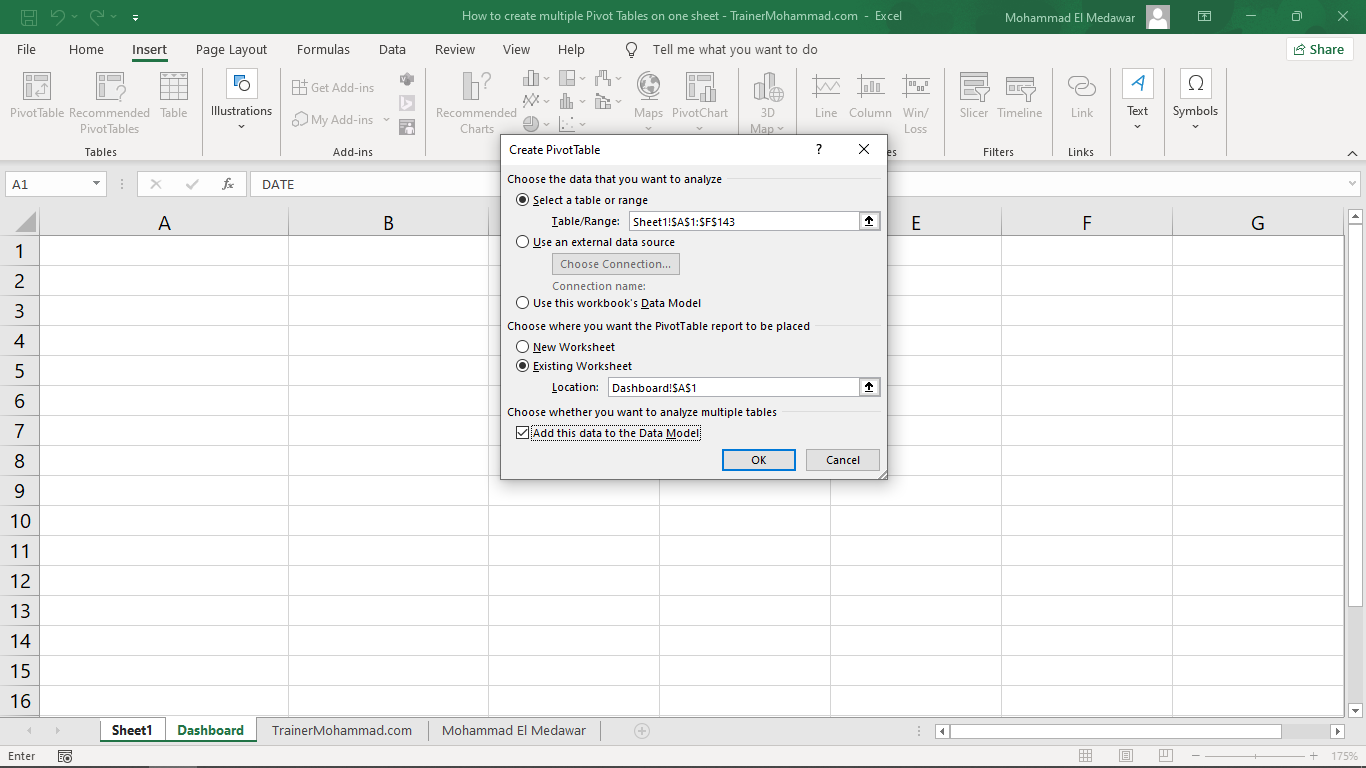 How to create multiple Pivot Tables on one sheet - TrainerMohammad.com - Excel
Mohammad El Medawar
File Home Insert Page Layout Formulas Data Review View Help Tell me what you want to do Share
PivotTable Recommended PivotTables Table
Tables
Illustrations
Get Add-ins
My Add-ins
Add-ins
Recommended Charts
Maps PivotChart
3D Map
Line Column Win/ Loss
es
Slicer Timeline
Filters
Link
Links
A
Text
Ω
Symbols
A1 fx DATE
Create PivotTable ?
Choose the data that you want to analyze
Select a table or range
Table/Range: Sheet1!$A$1:$F$143
Use an external data source
Choose Connection...
Connection name:
Use this workbook's Data Model
Choose where you want the PivotTable report to be placed
New Worksheet
Existing Worksheet
Location: Dashboard!$A$1
Choose whether you want to analyze multiple tables
Add this data to the Data Model
OK Cancel
A B E F G
1
2
3
4
5
6
7
8
9
10
11
12
13
14
15
16
Sheet1 Dashboard TrainerMohammad.com Mohammad El Medawar
Enter 175%